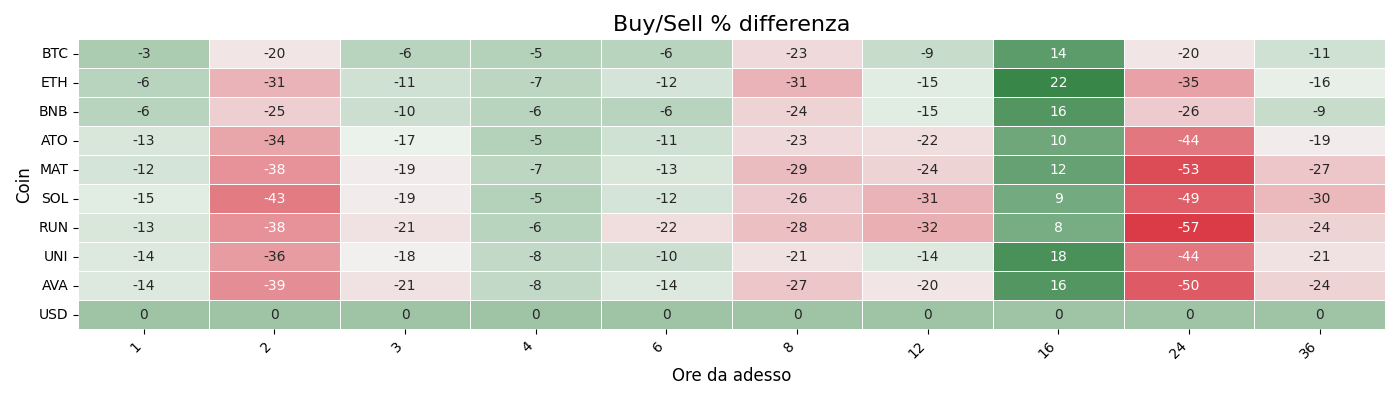 Buy/Sell % differenza
Coin
BTC -3 -20 -6 -5 -6 -23 -9 14 -20 -11
ETH -6 -31 -11 -7 -12 -31 -15 22 -35 -16
BNB -6 -25 -10 -6 -6 -24 -15 16 -26 -9
ATO -13 -34 -17 -5 -11 -23 -22 10 -44 -19
MAT -12 -38 -19 -7 -13 -29 -24 12 -53 -27
SOL -15 -43 -19 -5 -12 -26 -31 9 -49 -30
RUN -13 -38 -21 -6 -22 -28 -32 8 -57 -24
UNI -14 -36 -18 -8 -10 -21 -14 18 -44 -21
AVA -14 -39 -21 -8 -14 -27 -20 16 -50 -24
USD 0 0 0 0 0 0 0 0 0 0
1 2 3 4 6 8 12 16 24 36
Ore da adesso